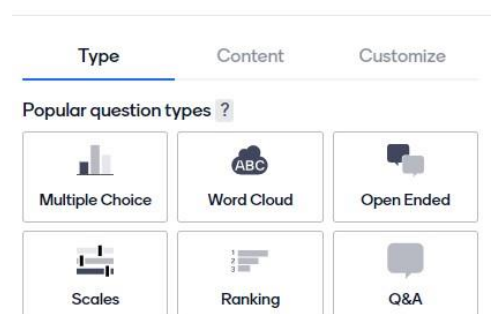 Type Content Customize
Popular question types ?
ABC
Multiple Choice Word Cloud Open Ended
1
2
3
Scales Ranking Q&A